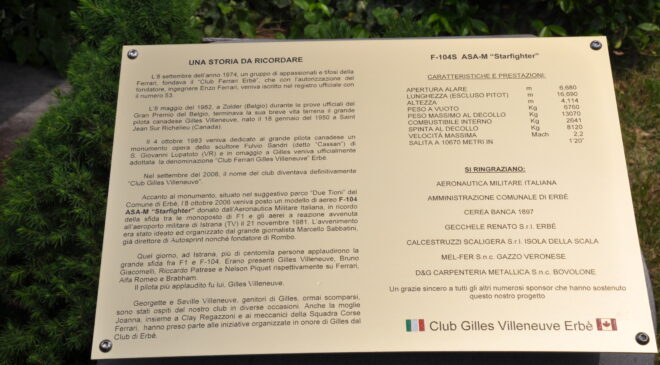 UNA STORIA DA RICORDARE
L'8 settembre dell'anno 1974, un gruppo di appassionati e tifosi della
Ferrari, fondava il "Club Ferrari Erbè", che con l'autorizzazione del
fondatore, ingegnere Enzo Ferrari, veniva iscritto nel registro ufficiale con
il numero 53.
L'8 maggio del 1982, a Zolder (Belgio) durante le prove ufficiali del
Gran Premio del Belgio, terminava la sua breve vita terrena il grande
pilota canadese Gilles Villeneuve, nato il 18 gennaio del 1950 a Saint
Jean Sur Richelieu (Canada).
Il 4 ottobre 1983 veniva dedicato al grande pilota canadese un
monumento opera dello scultore Fulvio Sandri (detto "Cassan") di
S. Giovanni Lupatoto (VR) e in omaggio a Gilles veniva ufficialmente
adottata la denominazione "Club Ferrari Gilles Villeneuve" Erbè.
Nel settembre del 2006, il nome del club diventava definitivamente
"Club Gilles Villeneuve".
Accanto al monumento, situato nel suggestivo parco "Due Tioni" del
Comune di Erbè, l'8 ottobre 2006 veniva posto un modello di aereo F-104
ASA-M "Starfighter" donato dall'Aeronautica Militare Italiana, in ricordo
della sfida fra le monoposto di F1 e gli aerei a reazione avvenuta
all'aeroporto militare di Istrana (TV) il 21 novembre 1981. L'avvenimento
era stato ideato ed organizzato dal grande giornalista Marcello Sabbatini,
già direttore di Autosprint nonché fondatore di Rombo.
Quel giorno, ad Istrana, più di centomila persone applaudirono la
grande sfida fra F1 e F-104. Erano presenti Gilles Villeneuve, Bruno
Giacomelli, Riccardo Patrese e Nelson Piquet rispettivamente su Ferrari,
Alfa Romeo e Brabham.
Il pilota più applaudito fu lui, Gilles Villeneuve.
Georgette e Saville Villeneuve, genitori di Gilles, ormai scomparsi,
sono stati ospiti del nostro club in diverse occasioni. Anche la moglie
Joanna, insieme a Clay Regazzoni e ai meccanici della Squadra Corse
Ferrari, hanno preso parte alle iniziative organizzate in onore di Gilles dal
Club di Erbè.
F-104S ASA-M "Starfighter"
CARATTERISTICHE E PRESTAZIONI:
APERTURA ALARE m 6,680
LUNGHEZZA (ESCLUSO PITOT) m 16,690
ALTEZZA m 4,114
PESO A VUOTO Kg 6760
PESO MASSIMO AL DECOLLO Kg 13070
COMBUSTIBILE INTERNO Kg 2641
SPINTA AL DECOLLO Kg 8120
VELOCITÀ MASSIMA Mach 2,2
SALITA A 10670 METRI IN 1'20"
SI RINGRAZIANO:
AERONAUTICA MILITARE ITALIANA
AMMINISTRAZIONE COMUNALE DI ERBÈ
CEREA BANCA 1897
GECCHELE RENATO S.r.l. ERBÈ
CALCESTRUZZI SCALIGERA S.r.l. ISOLA DELLA SCALA
MEL-FER S.n.c. GAZZO VERONESE
D&G CARPENTERIA METALLICA S.n.c. BOVOLONE
Un grazie sincero a tutti gli altri numerosi sponsor che hanno sostenuto
questo nostro progetto
Club Gilles Villeneuve Erbè